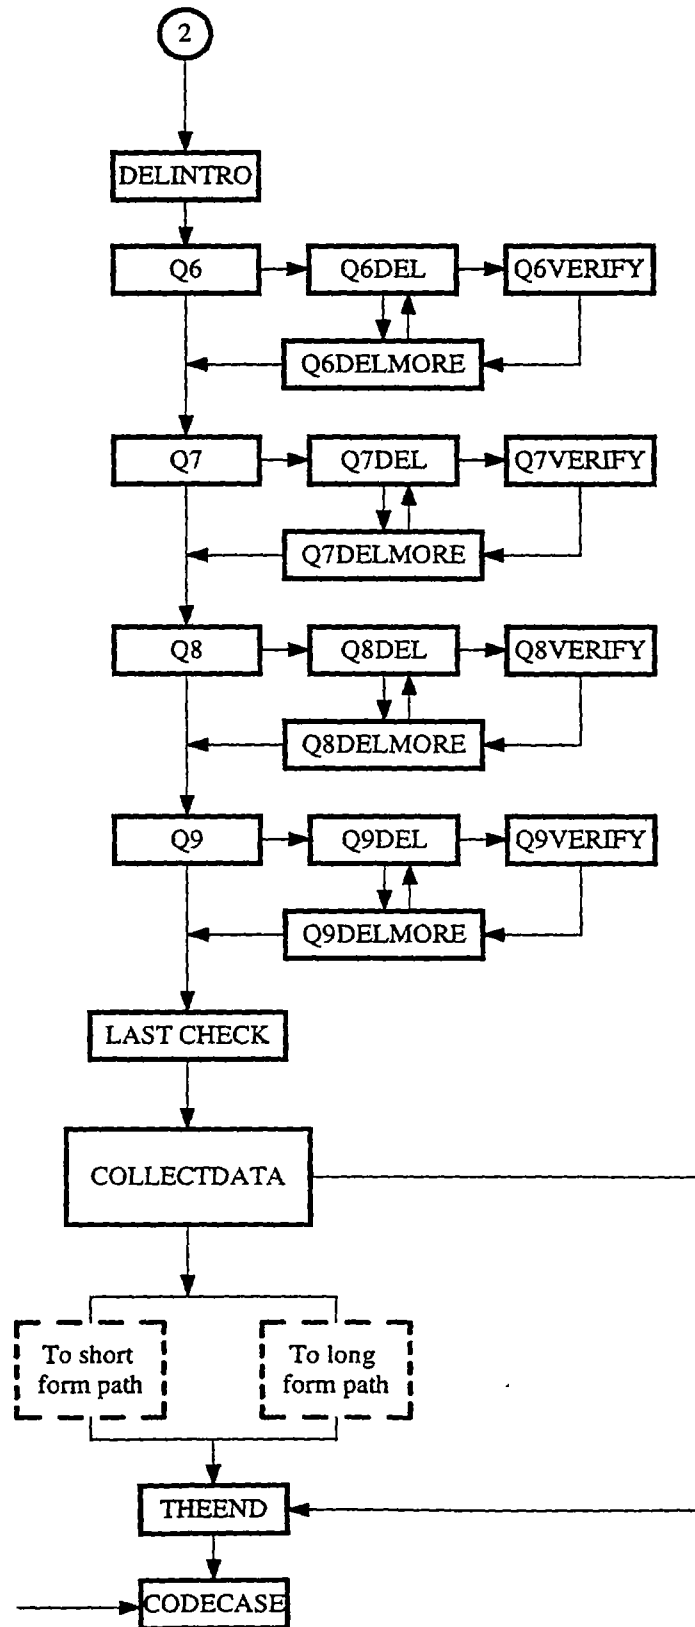 2
DELINTRO
Q6
Q6DEL
Q6VERIFY
Q6DELMORE
Q7
Q7DEL
Q7VERIFY
Q7DELMORE
Q8
Q8DEL
Q8VERIFY
Q8DELMORE
Q9
Q9DEL
Q9VERIFY
Q9DELMORE
LAST CHECK
COLLECTDATA
To short
form path
To long
form path
THEEND
CODECASE